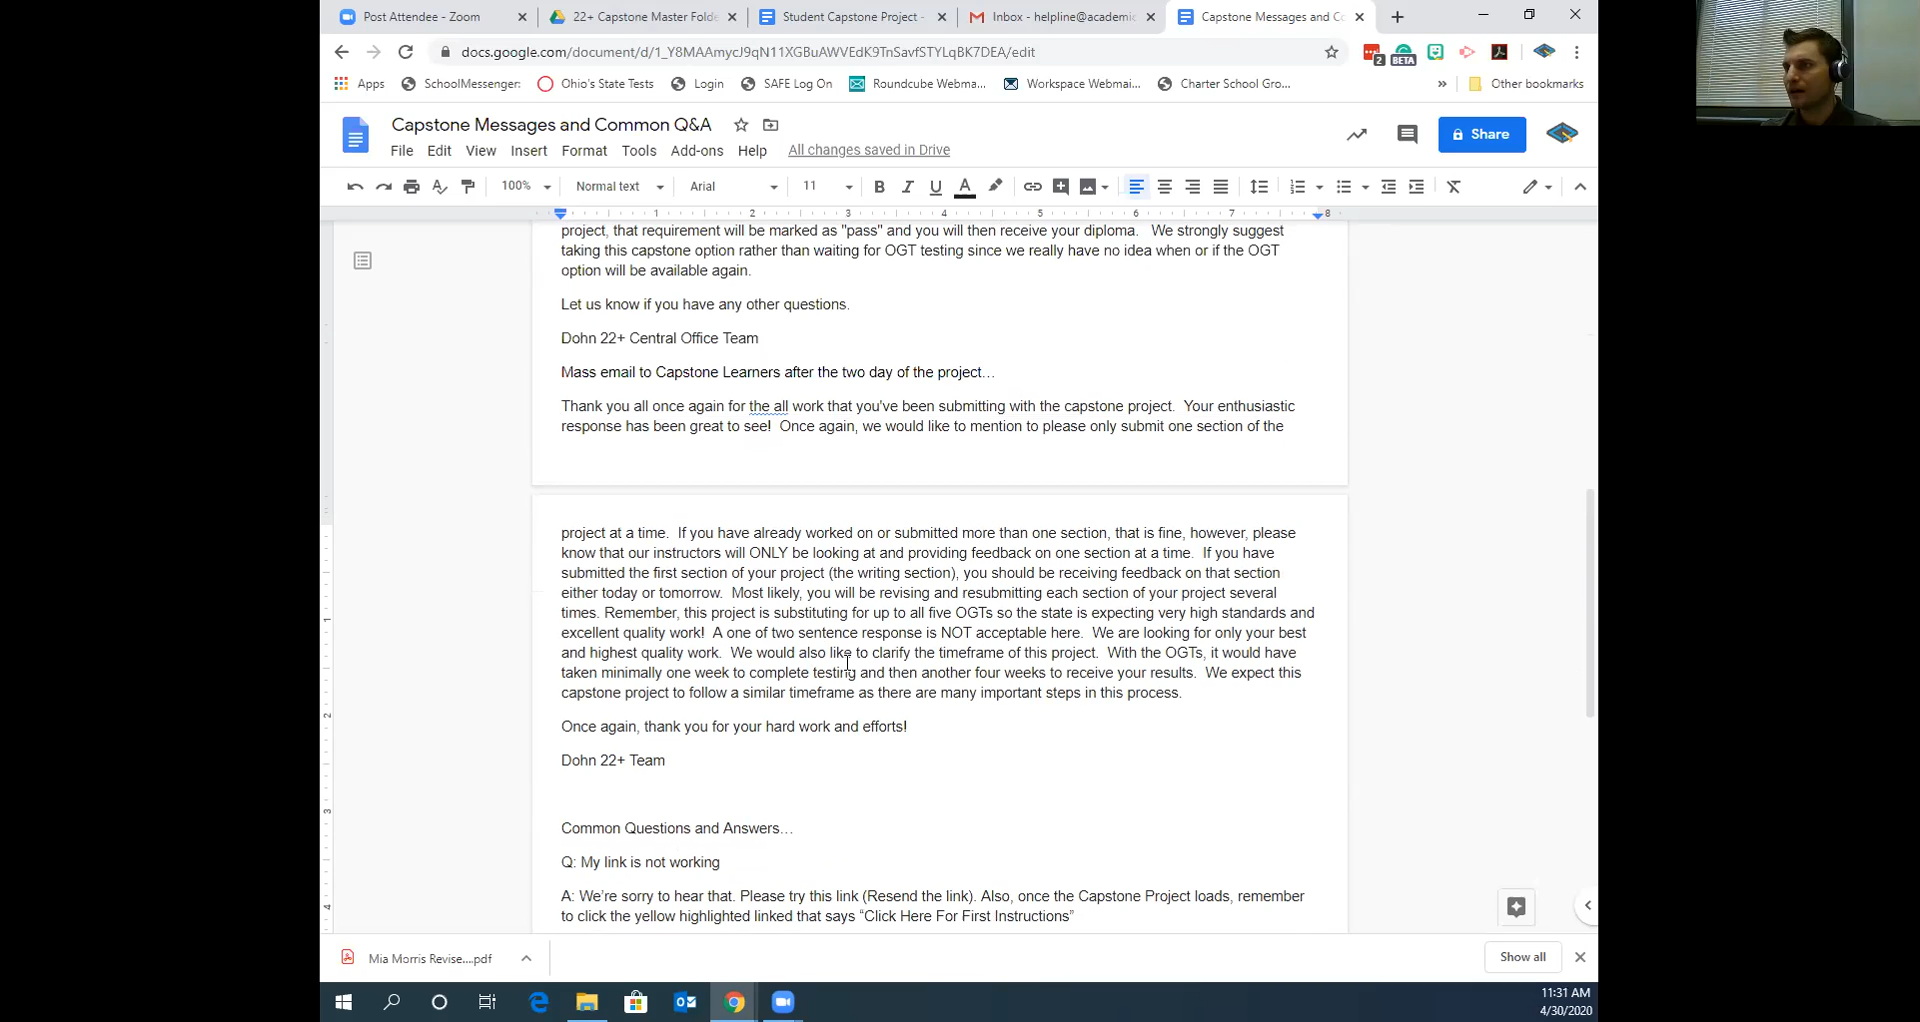 Post Attendee - Zoom
22+ Capstone Master Folde
Student Capstone Project -
Inbox - helpline@academic
Capstone Messages and Co
docs.google.com/document/d/1_Y8MAAmycJ9qN11XGBuAWVEdK9TnSavfSTYLqBK7DEA/edit
2
BETA
Apps
SchoolMessenger:
Ohio's State Tests
Login
SAFE Log On
Roundcube Webma...
Workspace Webmai...
Charter School Gro...
»
Other bookmarks
Capstone Messages and Common Q&A
Share
File Edit View Insert Format Tools Add-ons Help All changes saved in Drive
100% Normal text Arial 11 B I U A
1 2 3 4 5 6 7 8
project, that requirement will be marked as "pass" and you will then receive your diploma. We strongly suggest
taking this capstone option rather than waiting for OGT testing since we really have no idea when or if the OGT
option will be available again.
Let us know if you have any other questions.
Dohn 22+ Central Office Team
Mass email to Capstone Learners after the two day of the project…
Thank you all once again for the all work that you've been submitting with the capstone project. Your enthusiastic
response has been great to see! Once again, we would like to mention to please only submit one section of the
project at a time. If you have already worked on or submitted more than one section, that is fine, however, please
know that our instructors will ONLY be looking at and providing feedback on one section at a time. If you have
submitted the first section of your project (the writing section), you should be receiving feedback on that section
either today or tomorrow. Most likely, you will be revising and resubmitting each section of your project several
times. Remember, this project is substituting for up to all five OGTs so the state is expecting very high standards and
excellent quality work! A one of two sentence response is NOT acceptable here. We are looking for only your best
and highest quality work. We would also like to clarify the timeframe of this project. With the OGTs, it would have
taken minimally one week to complete testing and then another four weeks to receive your results. We expect this
capstone project to follow a similar timeframe as there are many important steps in this process.
Once again, thank you for your hard work and efforts!
Dohn 22+ Team
Common Questions and Answers…
Q: My link is not working
A: We're sorry to hear that. Please try this link (Resend the link). Also, once the Capstone Project loads, remember
to click the yellow highlighted linked that says “Click Here For First Instructions”
1
2
3
4
Mia Morris Revise....pdf
Show all
11:31 AM
4/30/2020